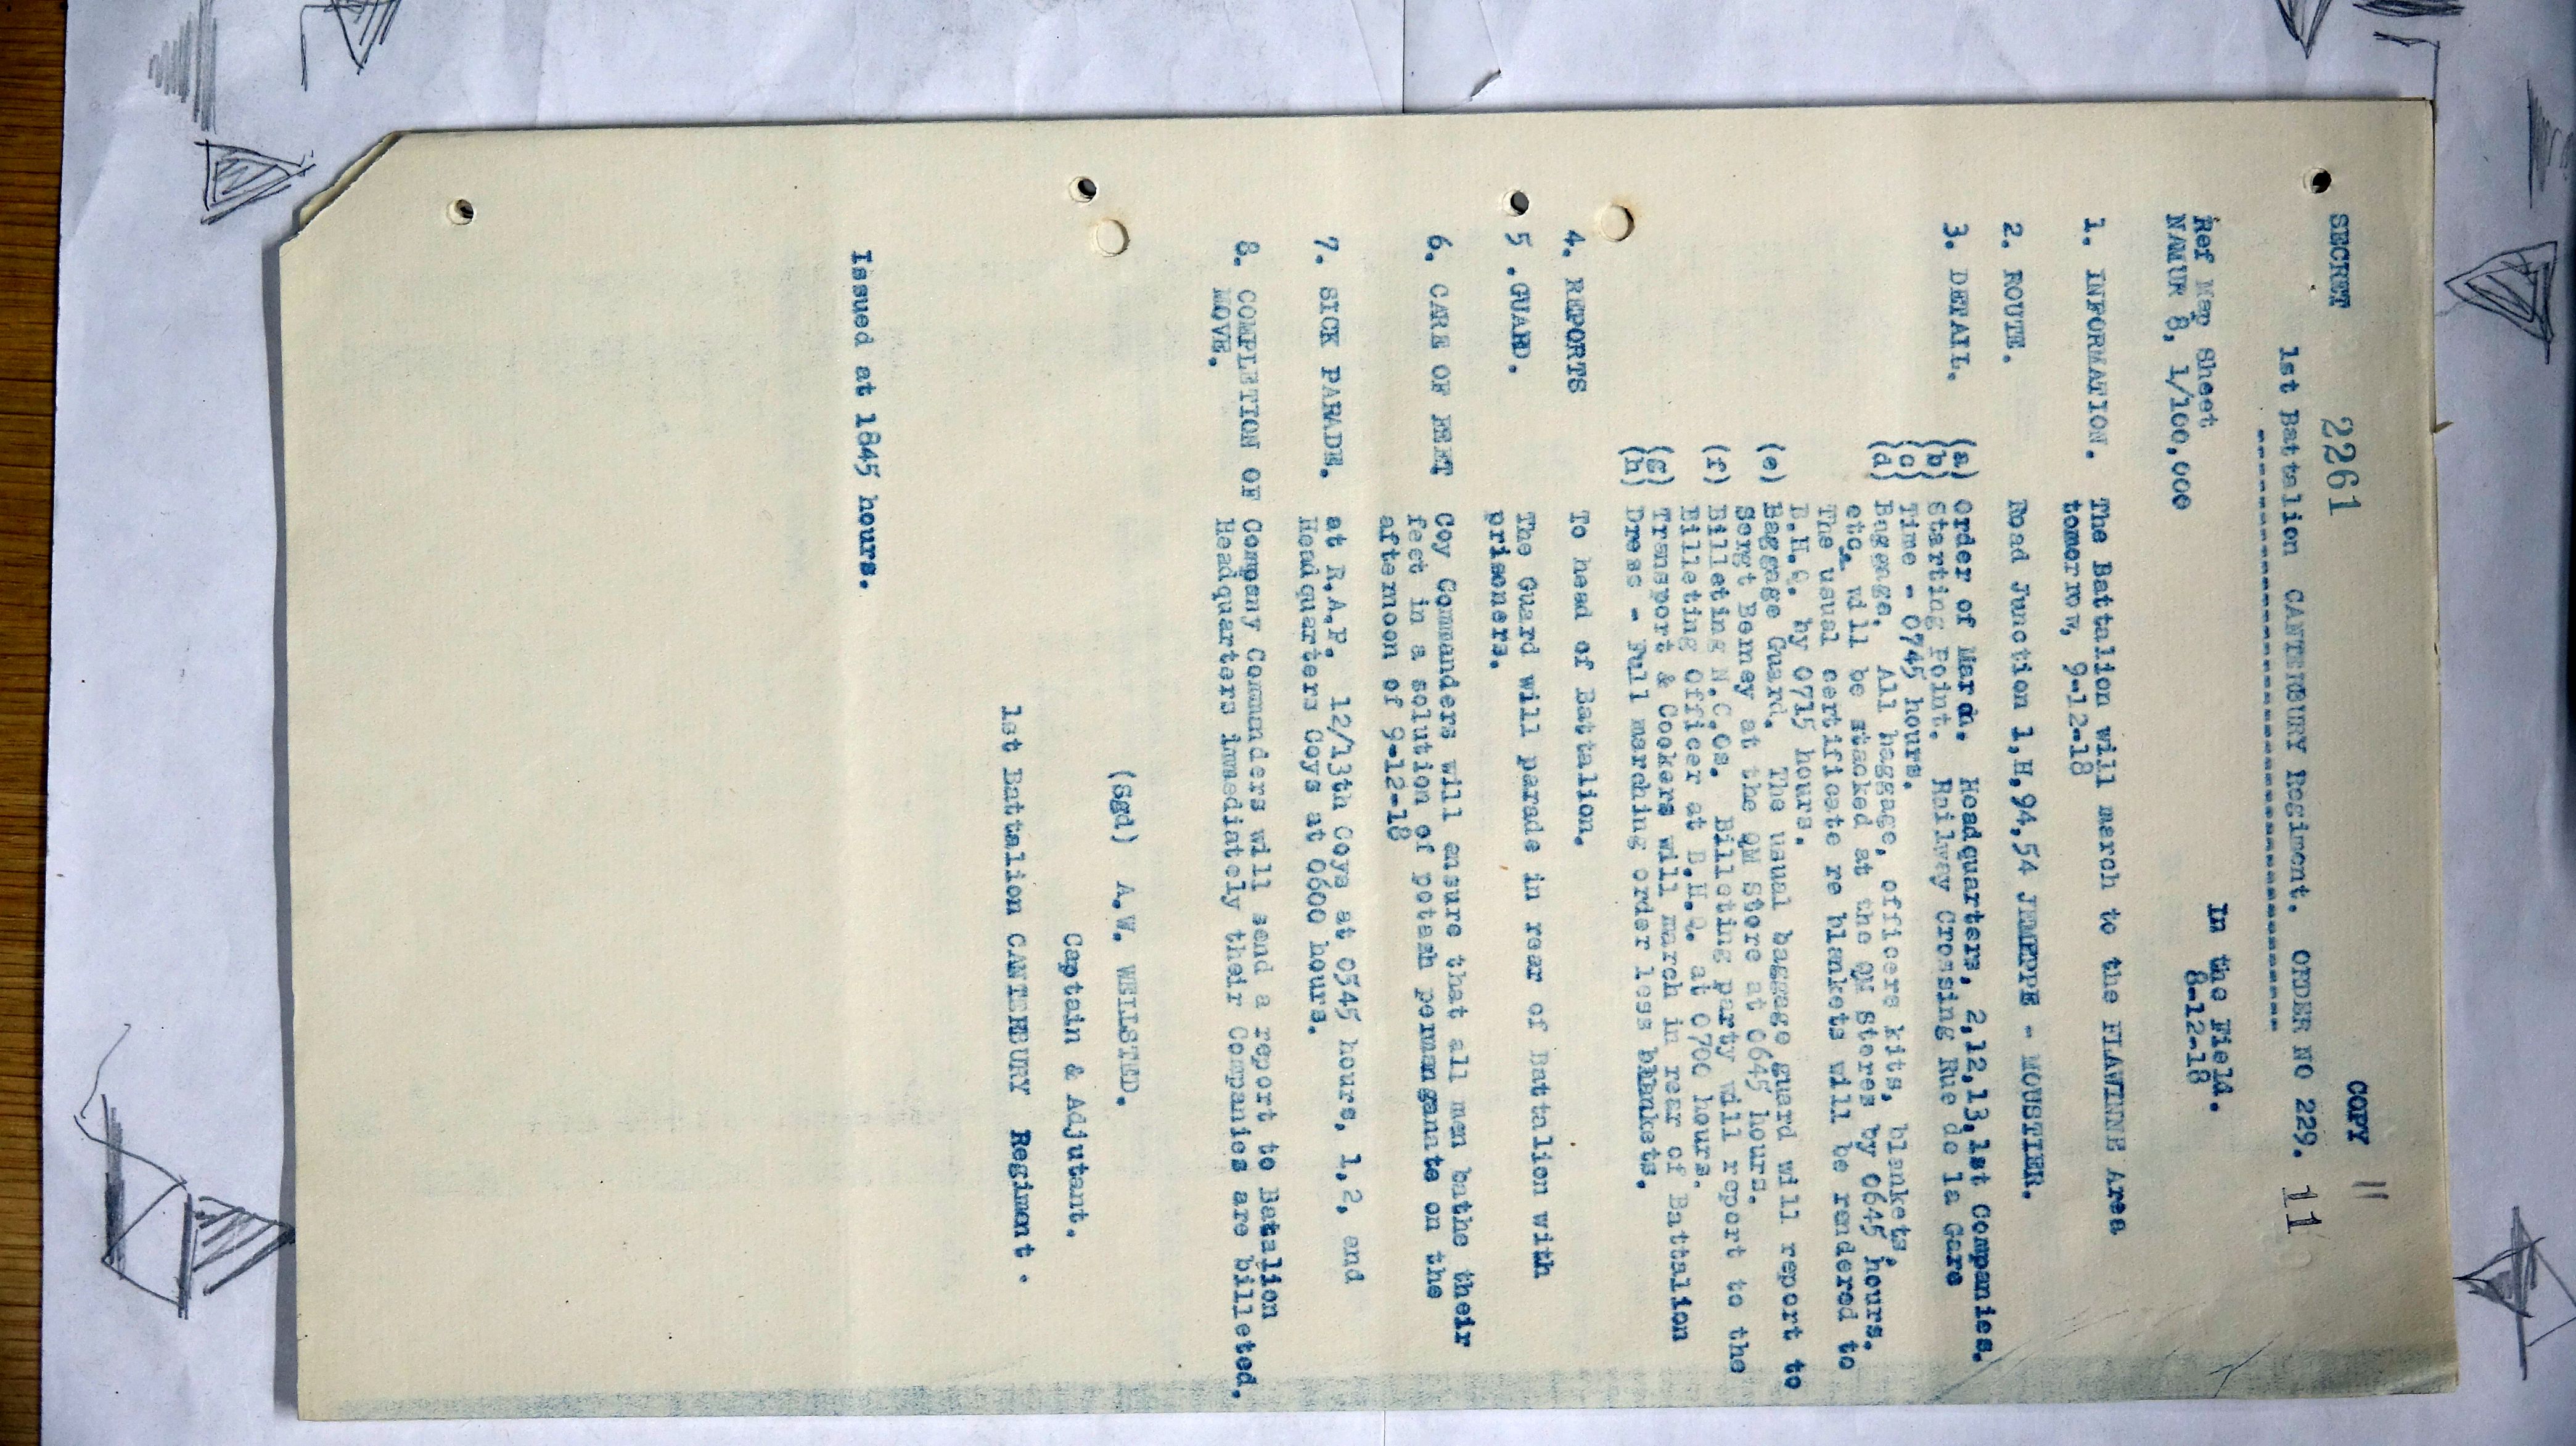 SECRET 2261 COPY 11
1st Battalion CANTERBURY Regiment. ORDER NO 229. 11
In the Field.
8-12-18
Ref Map Sheet
NAMUR 8, 1/100,000
1. INFORMATION. The Battalion will march to the FLAWINNE Area
tomorrow, 9-12-18
2. ROUTE. Road Junction 1,H,94,54 JEMEPPE - MOUSTIER.
3. DETAIL. (a) Order of March. Headquarters, 2,12,13,1st Companies.
(b) Starting Point. Railway Crossing Rue de la Gare
(c) Time - 0745 hours.
(d) Baggage. All baggage, officers kits, blankets,
etc. will be stacked at the QM Stores by 0645 hours.
The usual certificate re blankets will be rendered to
B.H.Q. by 0715 hours.
(e) Baggage Guard. The usual baggage guard will report to
Sergt Berney at the QM Store at 0645 hours.
(f) Billeting N.C.Os. Billeting party will report to the
Billeting Officer at B.H.Q. at 0700 hours.
(g) Transport & Cookers will march in rear of Battalion
(h) Dress - Full marching order less blankets.
4. REPORTS To head of Battalion.
5 .GUARD. The Guard will parade in rear of Battalion with
prisoners.
6. CARE OF FEET Coy Commanders will ensure that all men bathe their
feet in a solution of potash permanganate on the
afternoon of 9-12-18
7. SICK PARADE. at R.A.P. 12/13th Coys at 0545 hours, 1,2, and
Headquarters Coys at 0600 hours.
8. COMPLETION OF Company Commanders will send a report to Batalion
MOVE. Headquarters immediately their Companies are billeted.
(Sgd) A.W. WELLSTED.
Captain & Adjutant.
1st Battalion CANTERBURY Regiment.
Issued at 1845 hours.